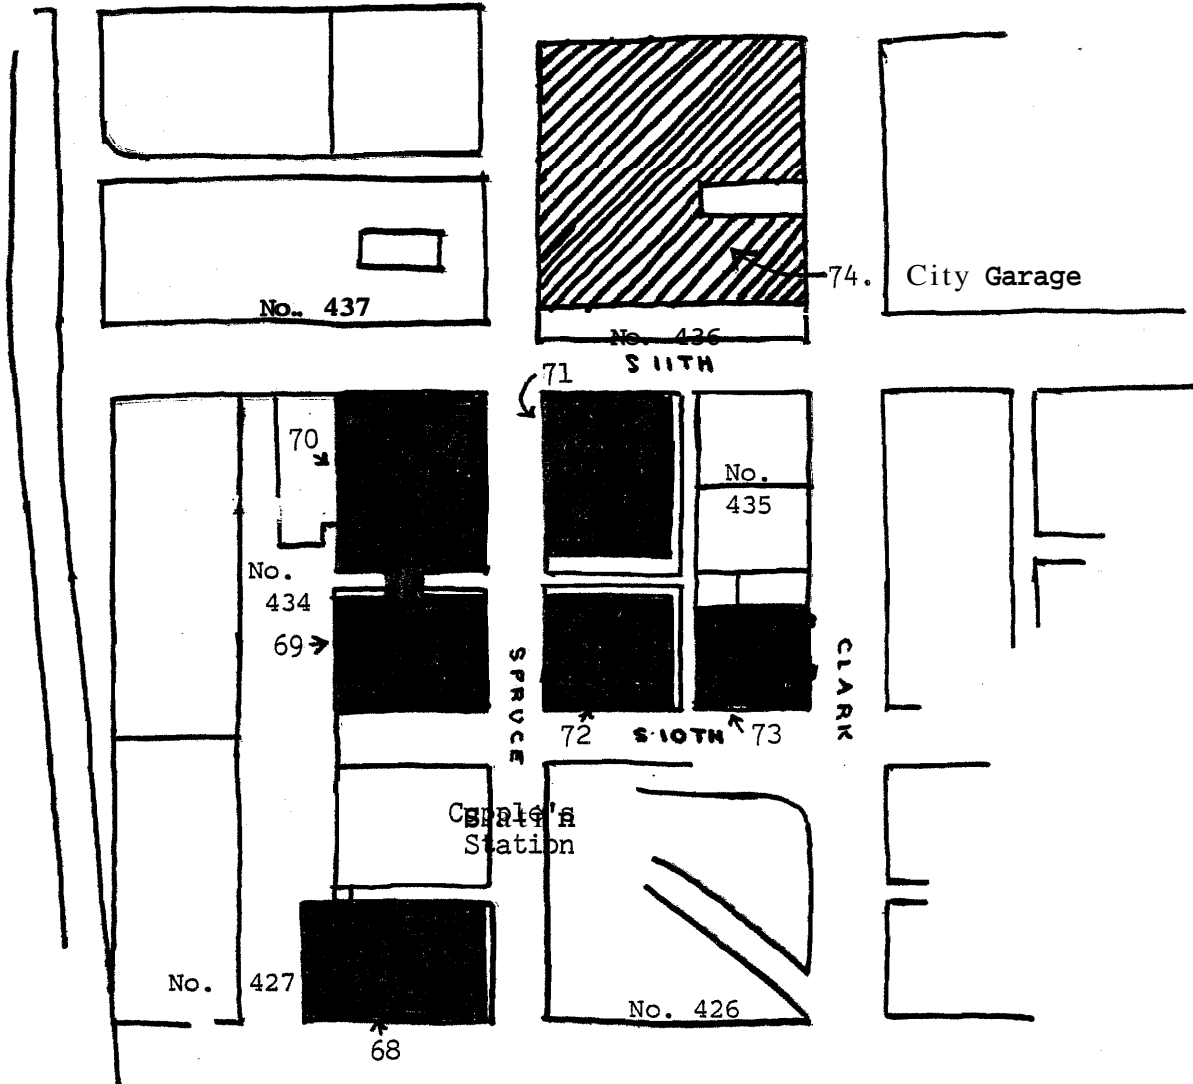 74. City Garage
No. 437
No. 436
S 11TH
71
70
No.
435
No.
434
69
SPRUCE
CLARK
72
S·10TH
73
Cupple's
Station
No. 427
No. 426
68